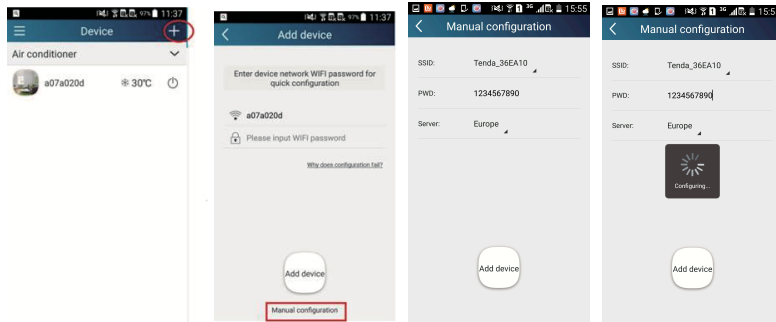 97% 11:37
Device
+
Air conditioner
a07a020d
30°C
97% 11:37
Add device
Enter device network WIFI password for
quick configuration
a07a020d
Please input WIFI password
Why does configuration fail?
Add device
Manual configuration
3G 15:55
Manual configuration
SSID: Tenda_36EA10
PWD: 1234567890
Server: Europe
Add device
3G 15:5
Manual configuration
SSID: Tenda_36EA10
PWD: 1234567890
Server: Europe
Configuring...
Add device